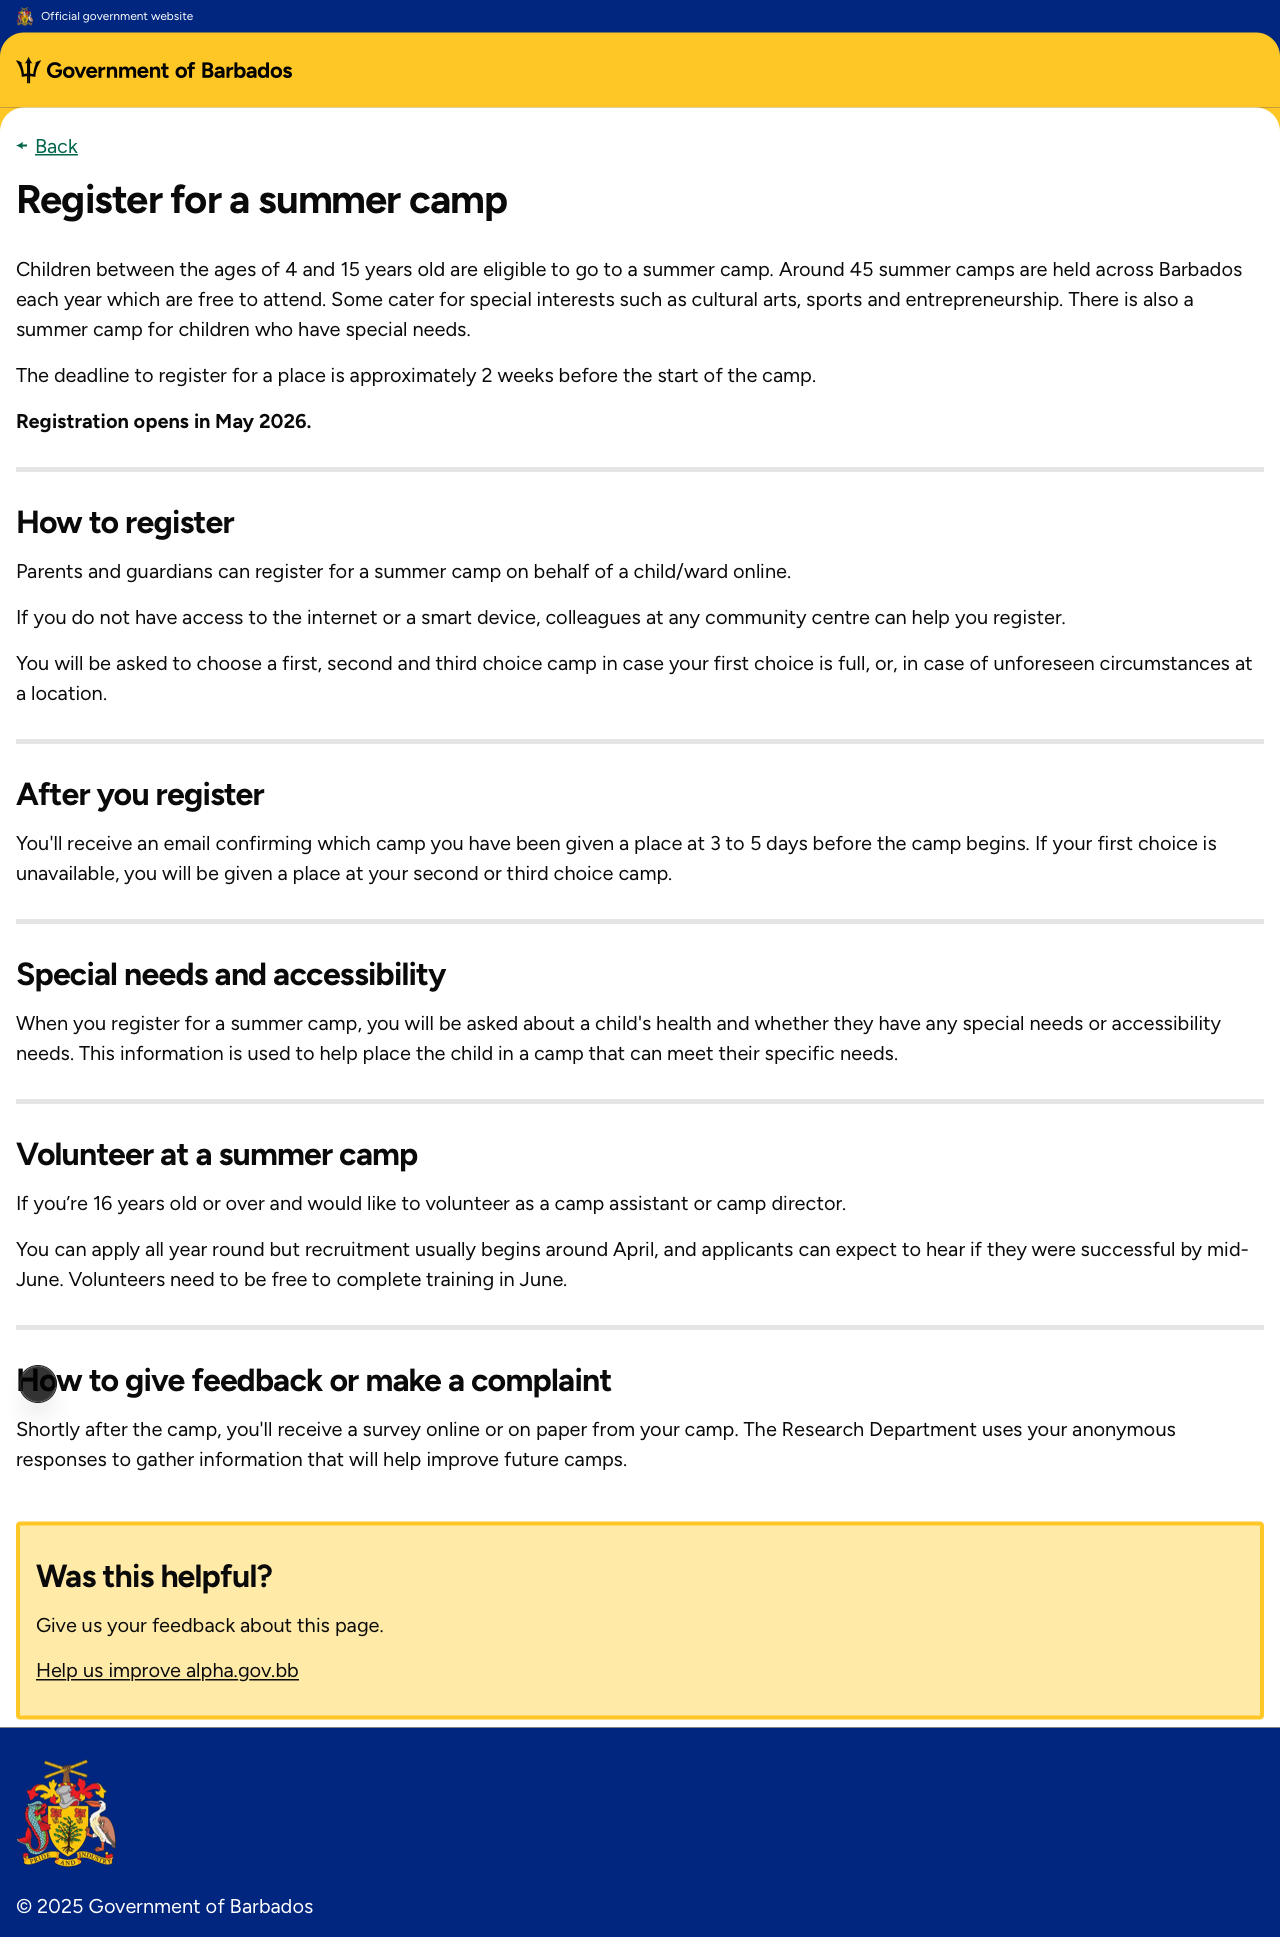 Official government website
Government of Barbados
Back
Register for a summer camp
Children between the ages of 4 and 15 years old are eligible to go to a summer camp. Around 45 summer camps are held across Barbados
each year which are free to attend. Some cater for special interests such as cultural arts, sports and entrepreneurship. There is also a
summer camp for children who have special needs.
The deadline to register for a place is approximately 2 weeks before the start of the camp.
Registration opens in May 2026.
How to register
Parents and guardians can register for a summer camp on behalf of a child/ward online.
If you do not have access to the internet or a smart device, colleagues at any community centre can help you register.
You will be asked to choose a first, second and third choice camp in case your first choice is full, or, in case of unforeseen circumstances at
a location.
After you register
You'll receive an email confirming which camp you have been given a place at 3 to 5 days before the camp begins. If your first choice is
unavailable, you will be given a place at your second or third choice camp.
Special needs and accessibility
When you register for a summer camp, you will be asked about a child's health and whether they have any special needs or accessibility
needs. This information is used to help place the child in a camp that can meet their specific needs.
Volunteer at a summer camp
If you’re 16 years old or over and would like to volunteer as a camp assistant or camp director.
You can apply all year round but recruitment usually begins around April, and applicants can expect to hear if they were successful by mid-
June. Volunteers need to be free to complete training in June.
How to give feedback or make a complaint
Shortly after the camp, you'll receive a survey online or on paper from your camp. The Research Department uses your anonymous
responses to gather information that will help improve future camps.
Was this helpful?
Give us your feedback about this page.
Help us improve alpha.gov.bb
PRIDE AND INDUSTRY
© 2025 Government of Barbados